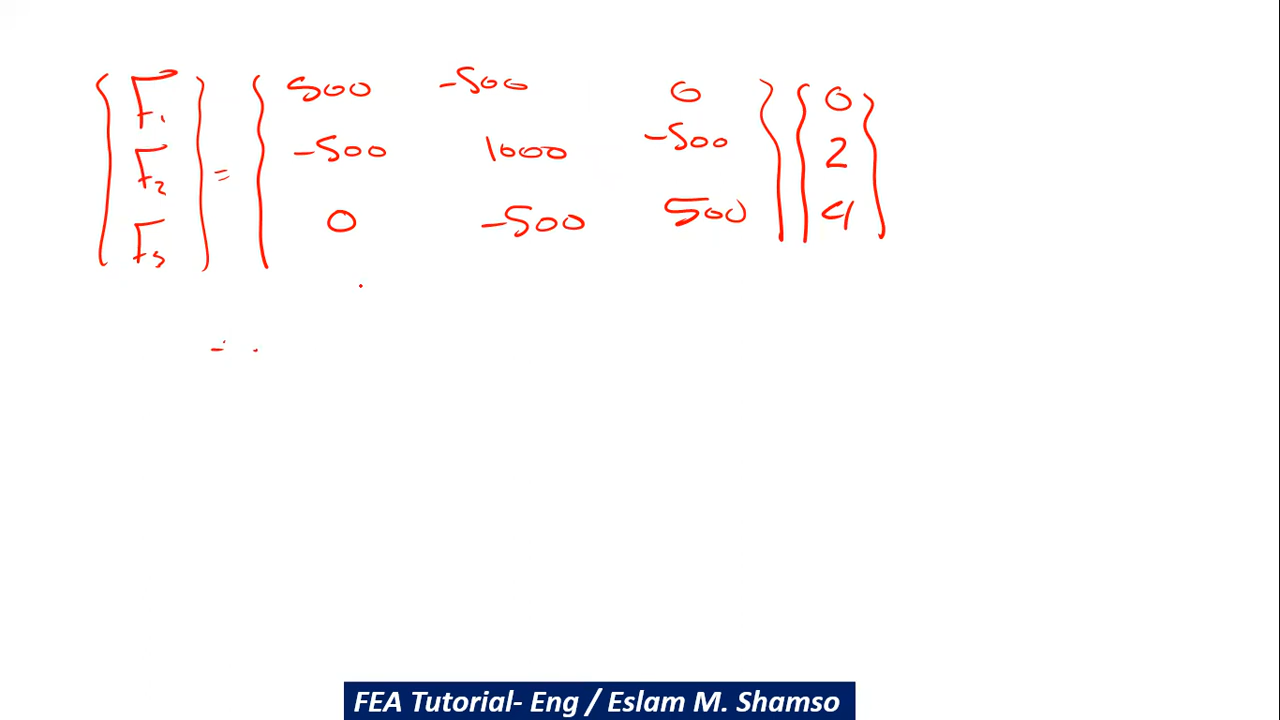 F1 500 -500 0 0
F2 = -500 1000 -500 2
F3 0 -500 500 4
FEA Tutorial- Eng / Eslam M. Shamso